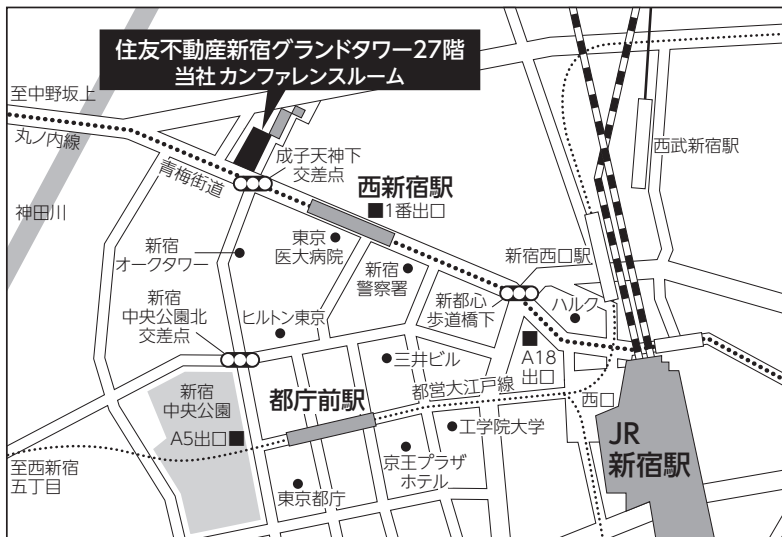 住友不動産新宿グランドタワー27階
当社 カンファレンスルーム
至中野坂上
丸ノ内線
青梅街道
成子天神下
交差点
西武新宿駅
西新宿駅
■1番出口
神田川
新宿
オークタワー
東京
医大病院
新宿
警察署
新宿西口駅
新宿
中央公園北
交差点
ヒルトン東京
新都心
歩道橋下
ハルク
A18
出口
三井ビル
新宿
中央公園
都庁前駅
都営大江戸線
西口
A5出口■
工学院大学
JR
新宿駅
至西新宿
五丁目
京王プラザ
ホテル
東京都庁